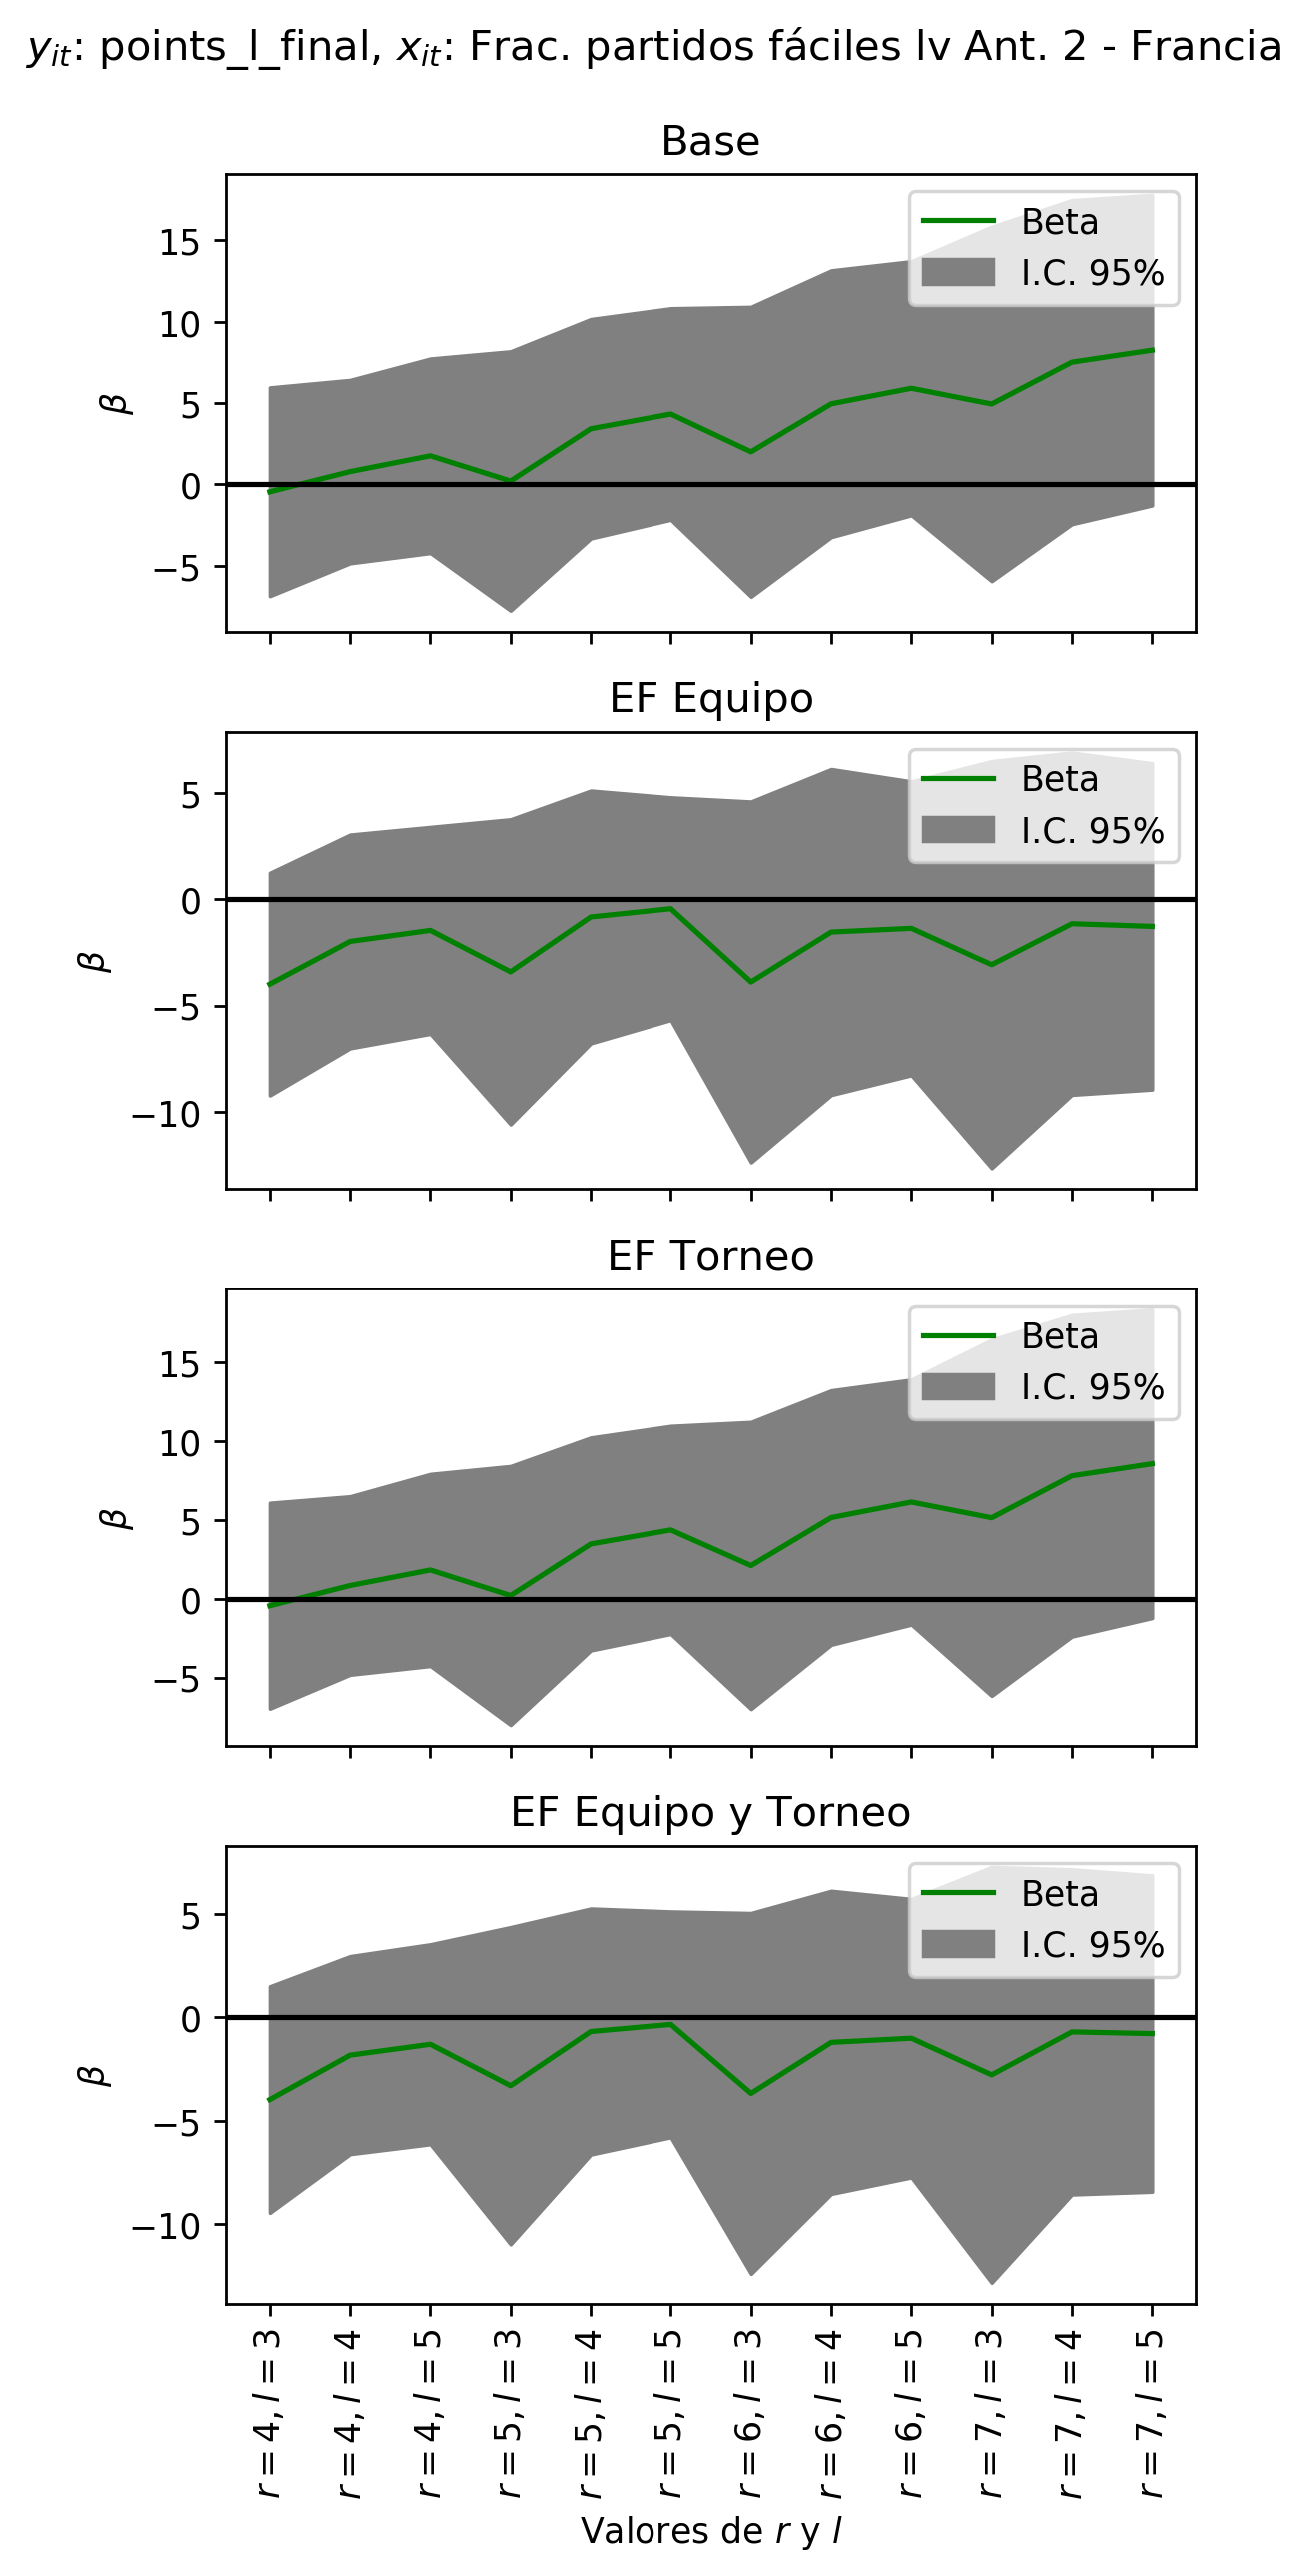 y_it: points_l_final, x_it: Frac. partidos fáciles lv Ant. 2 - Francia
Base
Beta
I.C. 95%
15
10
5
0
−5
β
EF Equipo
Beta
I.C. 95%
5
0
−5
−10
β
EF Torneo
Beta
I.C. 95%
15
10
5
0
−5
β
EF Equipo y Torneo
Beta
I.C. 95%
5
0
−5
−10
β
r = 4, l = 3
r = 4, l = 4
r = 4, l = 5
r = 5, l = 3
r = 5, l = 4
r = 5, l = 5
r = 6, l = 3
r = 6, l = 4
r = 6, l = 5
r = 7, l = 3
r = 7, l = 4
r = 7, l = 5
Valores de r y l